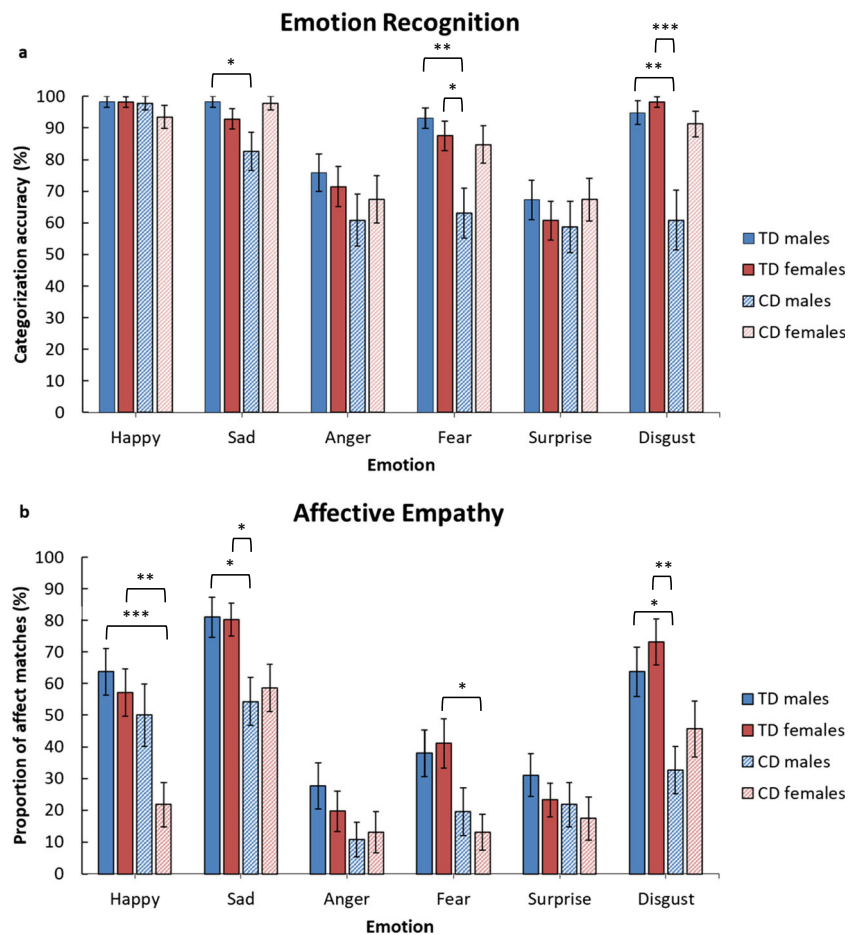 Emotion Recognition
a
***
**
**
*
*
100
90
80
70
60
50
40
30
20
10
0
Categorization accuracy (%)
TD males
TD females
CD males
CD females
Happy Sad Anger Fear Surprise Disgust
Emotion
b
Affective Empathy
*
**
**
*
*
***
*
100
90
80
70
60
50
40
30
20
10
0
Proportion of affect matches (%)
TD males
TD females
CD males
CD females
Happy Sad Anger Fear Surprise Disgust
Emotion